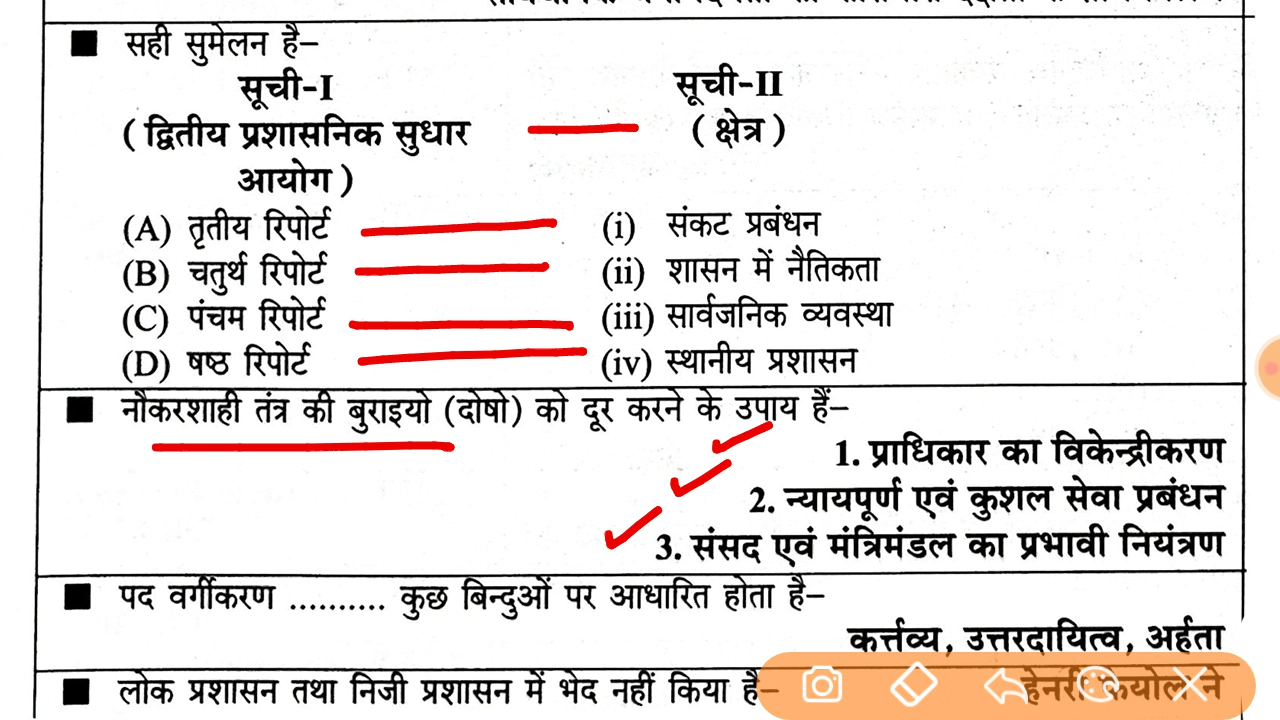 ■ सही सुमेलन है–
सूची-I सूची-II
( द्वितीय प्रशासनिक सुधार ( क्षेत्र )
आयोग )
(A) तृतीय रिपोर्ट (i) संकट प्रबंधन
(B) चतुर्थ रिपोर्ट (ii) शासन में नैतिकता
(C) पंचम रिपोर्ट (iii) सार्वजनिक व्यवस्था
(D) षष्ठ रिपोर्ट (iv) स्थानीय प्रशासन
■ नौकरशाही तंत्र की बुराइयो (दोषो) को दूर करने के उपाय हैं–
1. प्राधिकार का विकेन्द्रीकरण
2. न्यायपूर्ण एवं कुशल सेवा प्रबंधन
3. संसद एवं मंत्रिमंडल का प्रभावी नियंत्रण
■ पद वर्गीकरण .......... कुछ बिन्दुओं पर आधारित होता है–
कर्त्तव्य, उत्तरदायित्व, अर्हता
■ लोक प्रशासन तथा निजी प्रशासन में भेद नहीं किया है–
हेनरी फेयोल ने